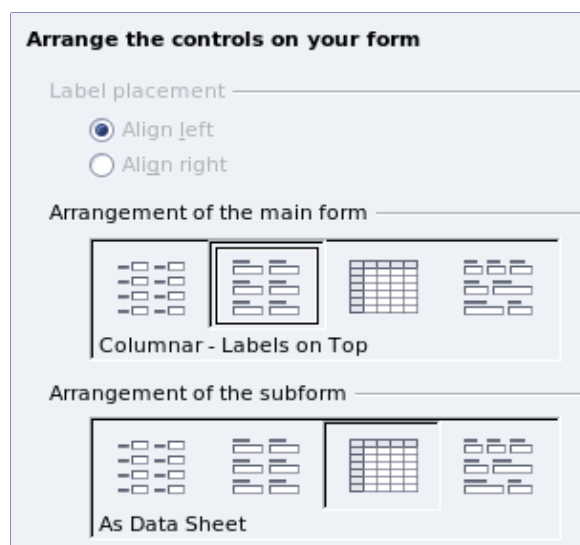 Arrange the controls on your form
Label placement
Align left
Align right
Arrangement of the main form
Columnar - Labels on Top
Arrangement of the subform
As Data Sheet